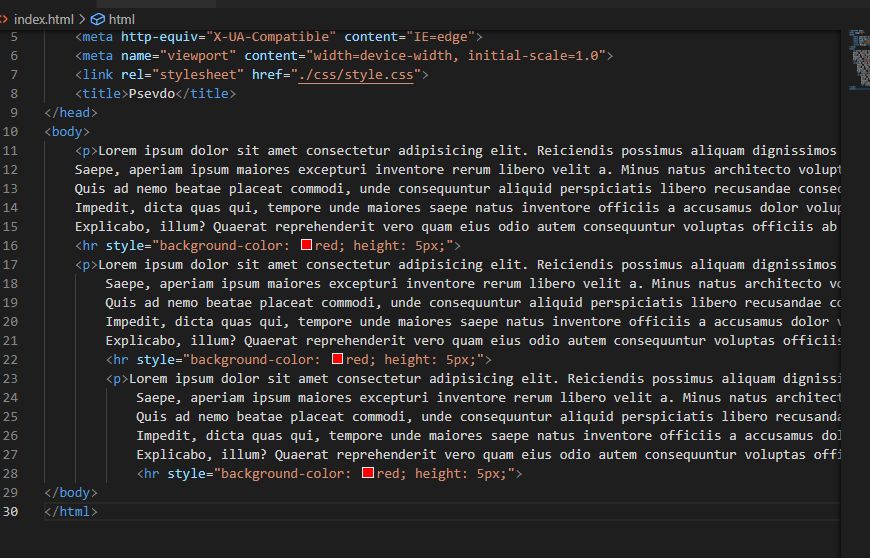 index.html > html
5 <meta http-equiv="X-UA-Compatible" content="IE=edge">
6 <meta name="viewport" content="width=device-width, initial-scale=1.0">
7 <link rel="stylesheet" href="./css/style.css">
8 <title>Psevdo</title>
9 </head>
10 <body>
11 <p>Lorem ipsum dolor sit amet consectetur adipisicing elit. Reiciendis possimus aliquam dignissimos
12 Saepe, aperiam ipsum maiores excepturi inventore rerum libero velit a. Minus natus architecto volupt
13 Quis ad nemo beatae placeat commodi, unde consequuntur aliquid perspiciatis libero recusandae conseq
14 Impedit, dicta quas qui, tempore unde maiores saepe natus inventore officiis a accusamus dolor volup
15 Explicabo, illum? Quaerat reprehenderit vero quam eius odio autem consequuntur voluptas officiis ab
16 <hr style="background-color: red; height: 5px;">
17 <p>Lorem ipsum dolor sit amet consectetur adipisicing elit. Reiciendis possimus aliquam dignissimos
18 Saepe, aperiam ipsum maiores excepturi inventore rerum libero velit a. Minus natus architecto vo
19 Quis ad nemo beatae placeat commodi, unde consequuntur aliquid perspiciatis libero recusandae co
20 Impedit, dicta quas qui, tempore unde maiores saepe natus inventore officiis a accusamus dolor v
21 Explicabo, illum? Quaerat reprehenderit vero quam eius odio autem consequuntur voluptas officiis
22 <hr style="background-color: red; height: 5px;">
23 <p>Lorem ipsum dolor sit amet consectetur adipisicing elit. Reiciendis possimus aliquam dignissi
24 Saepe, aperiam ipsum maiores excepturi inventore rerum libero velit a. Minus natus architect
25 Quis ad nemo beatae placeat commodi, unde consequuntur aliquid perspiciatis libero recusanda
26 Impedit, dicta quas qui, tempore unde maiores saepe natus inventore officiis a accusamus dol
27 Explicabo, illum? Quaerat reprehenderit vero quam eius odio autem consequuntur voluptas offi
28 <hr style="background-color: red; height: 5px;">
29 </body>
30 </html>